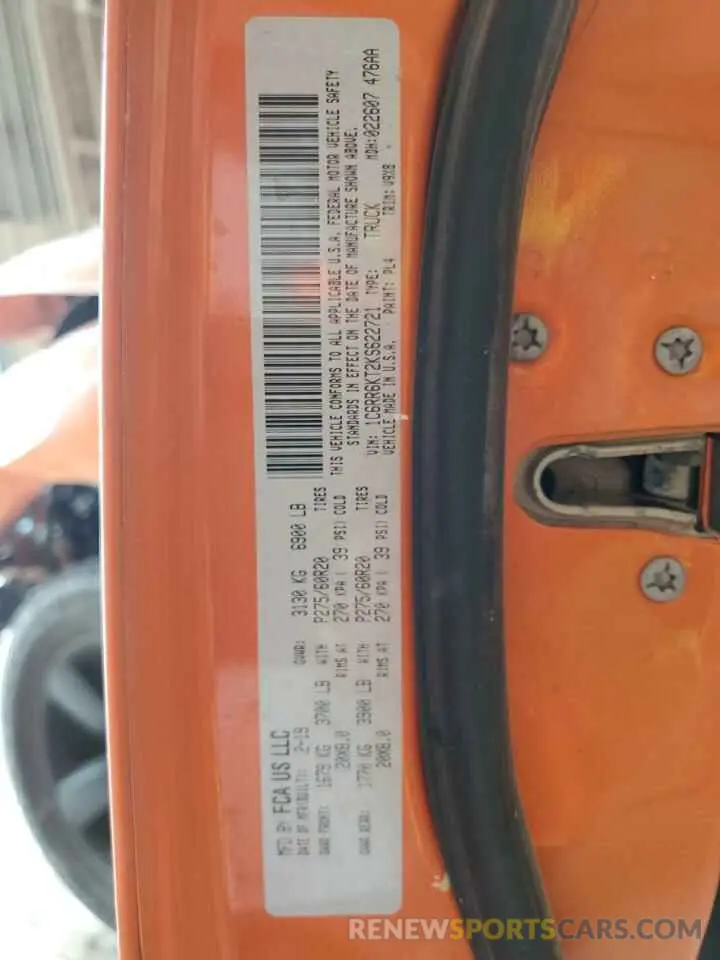 MFD BY FCA US LLC
DATE OF MFR(BUILT): 2-19 GVWR: 3130 KG 6900 LB
GAWR FRONT: 1679 KG 3700 LB WITH P275/60R20 TIRES
20X8.0 RIMS AT 270 KPA( 39 PSI) COLD
GAWR REAR: 1770 KG 3900 LB WITH P275/60R20 TIRES
20X8.0 RIMS AT 270 KPA( 39 PSI) COLD
THIS VEHICLE CONFORMS TO ALL APPLICABLE U.S.A. FEDERAL MOTOR VEHICLE SAFETY
STANDARDS IN EFFECT ON THE DATE OF MANUFACTURE SHOWN ABOVE.
VIN: 1C6RR6KT2KS622721 TYPE: TRUCK MDH:022607 476AA
VEHICLE MADE IN U.S.A. PAINT: PL4 TRIM: V9X8
RENEWSPORTSCARS.COM